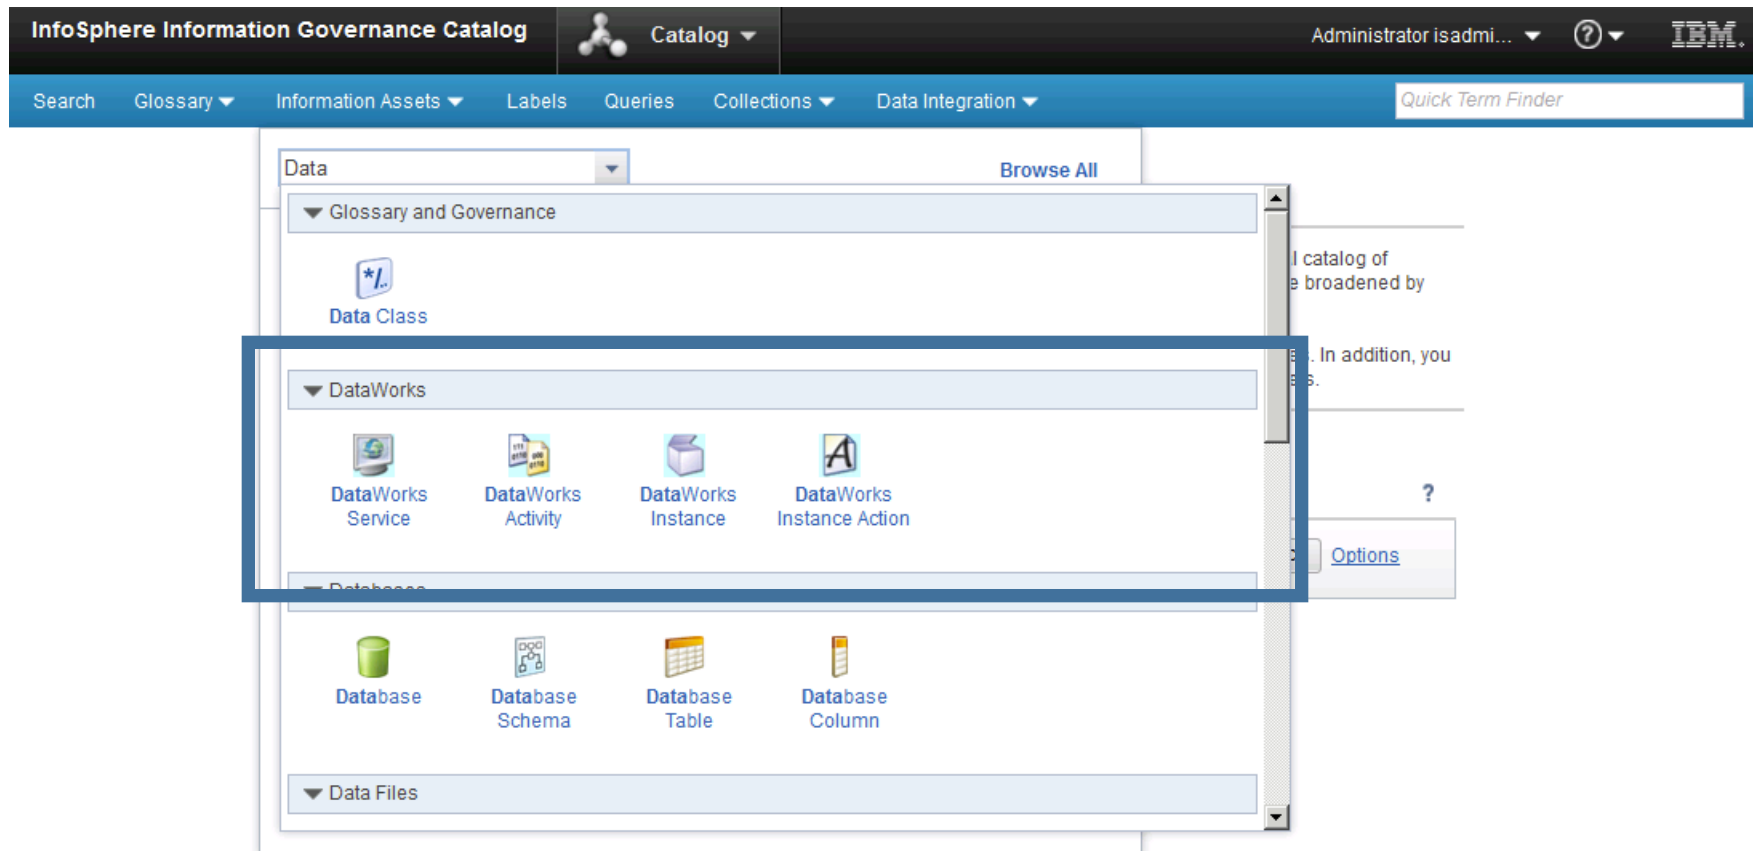 InfoSphere Information Governance Catalog
Catalog
Administrator isadmi...
?
IBM.
Search
Glossary
Information Assets
Labels
Queries
Collections
Data Integration
Quick Term Finder
Data
Browse All
Glossary and Governance
Data Class
l catalog of
e broadened by
. In addition, you
s.
DataWorks
DataWorks
Service
DataWorks
Activity
DataWorks
Instance
DataWorks
Instance Action
?
Options
Databases
Database
Database
Schema
Database
Table
Database
Column
Data Files